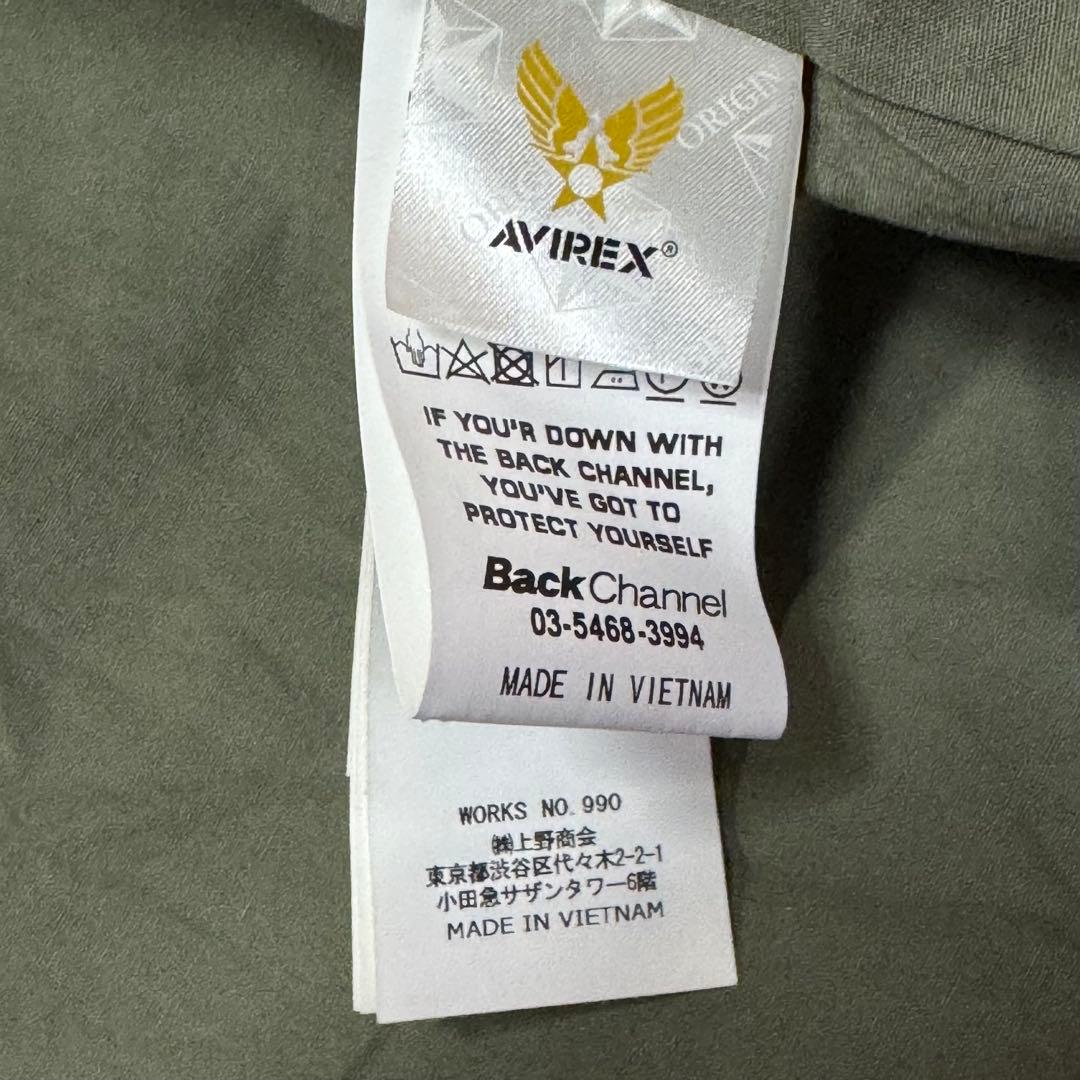 ORIGIN
AVIREX®
IF YOU'R DOWN WITH
THE BACK CHANNEL,
YOU'VE GOT TO
PROTECT YOURSELF
BackChannel
03-5468-3994
MADE IN VIETNAM
WORKS NO. 990
㈱上野商会
東京都渋谷区代々木2-2-1
小田急サザンタワー6階
MADE IN VIETNAM